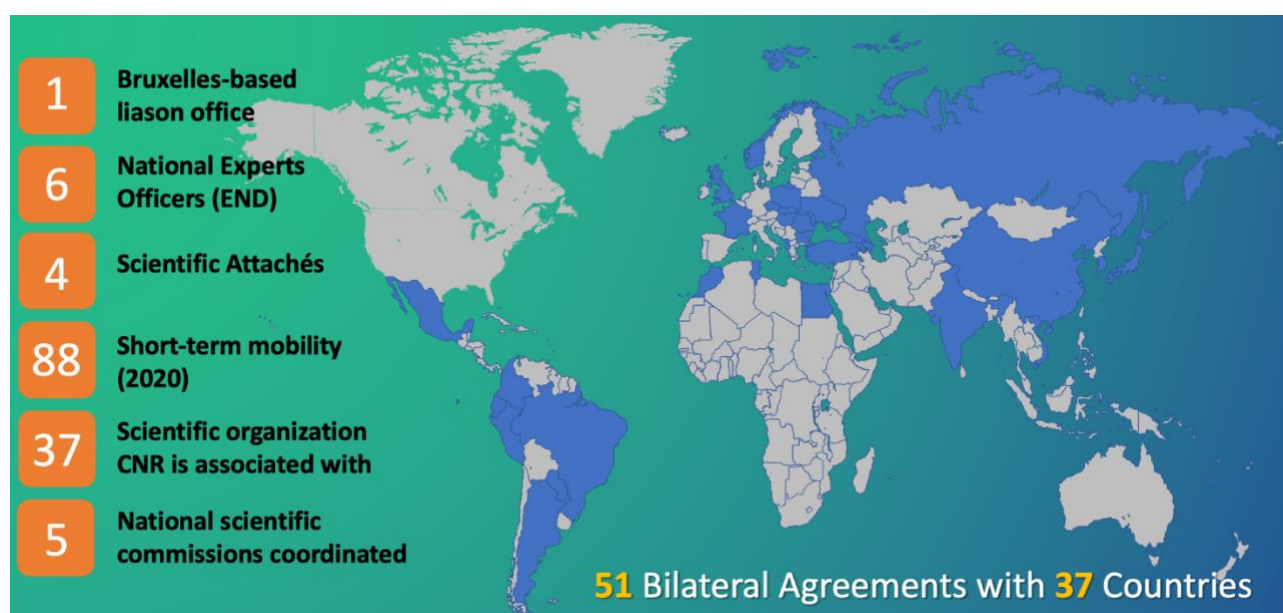 1
Bruxelles-based
liason office
6
National Experts
Officers (END)
4
Scientific Attachés
88
Short-term mobility
(2020)
37
Scientific organization
CNR is associated with
5
National scientific
commissions coordinated
51 Bilateral Agreements with 37 Countries